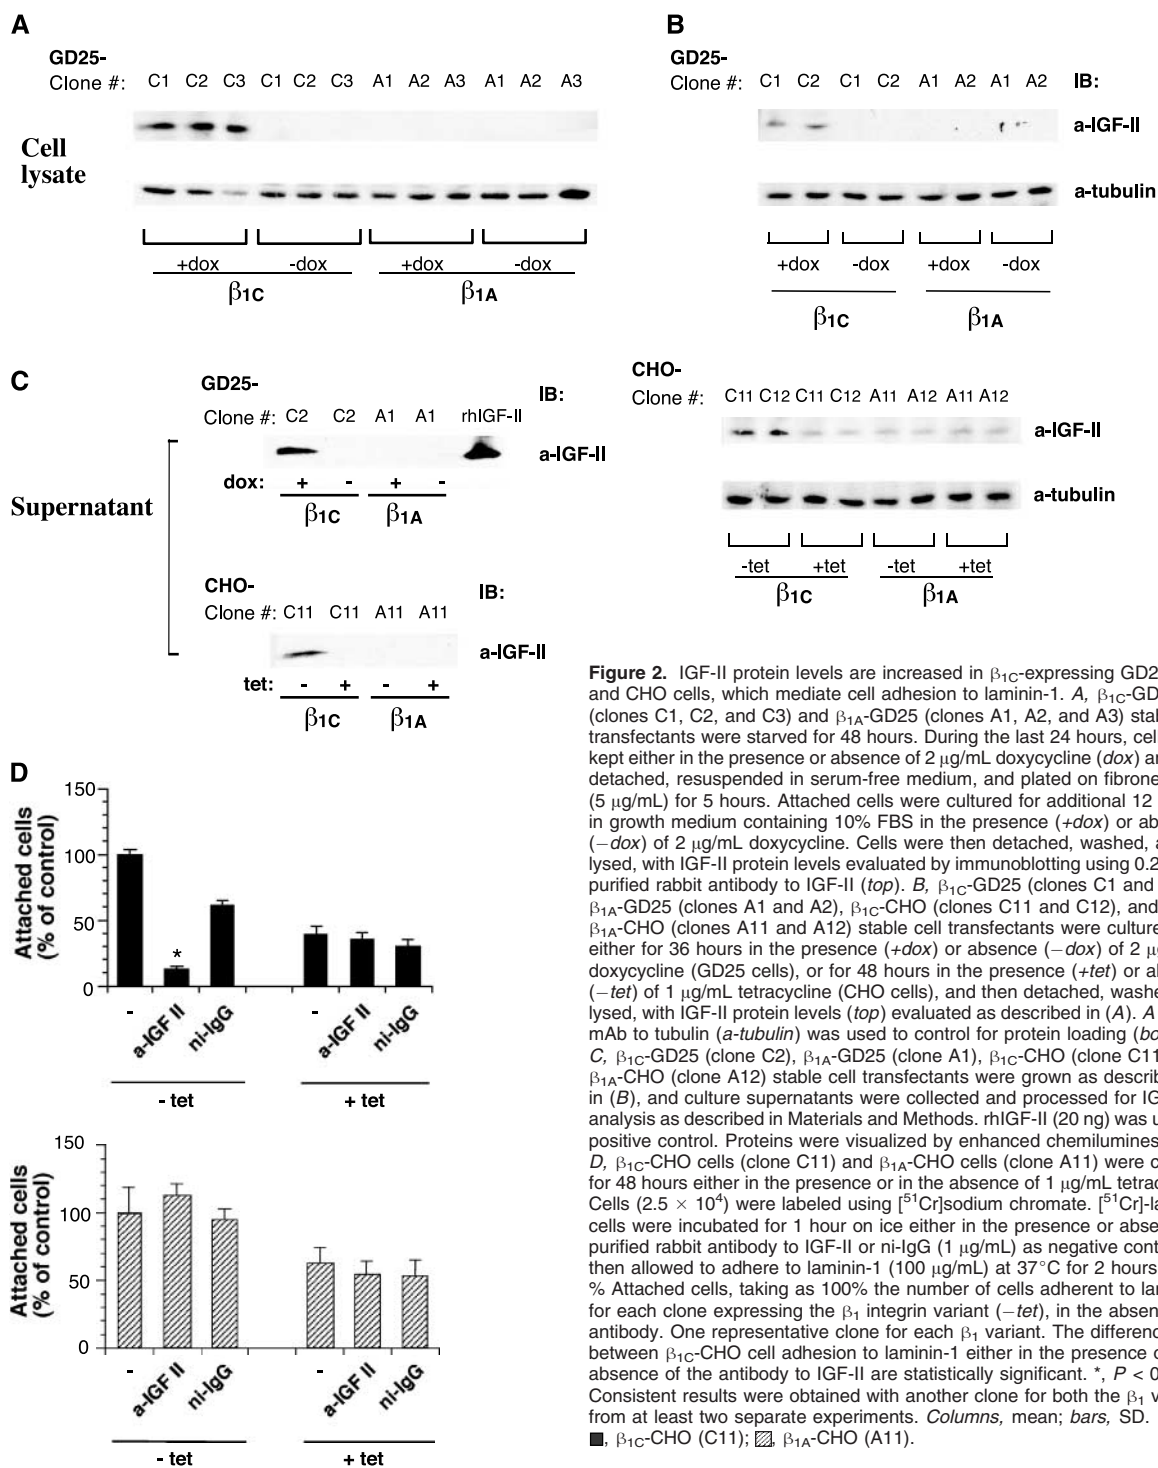 A
GD25-
Clone #: C1 C2 C3 C1 C2 C3 A1 A2 A3 A1 A2 A3
Cell
lysate
+dox -dox +dox -dox
β1C β1A
B
GD25-
Clone #: C1 C2 C1 C2 A1 A2 A1 A2 IB:
a-IGF-II
a-tubulin
+dox -dox +dox -dox
β1C β1A
CHO-
Clone #: C11 C12 C11 C12 A11 A12 A11 A12
a-IGF-II
a-tubulin
-tet +tet -tet +tet
β1C β1A
C
Supernatant
GD25-
IB:
Clone #: C2 C2 A1 A1 rhIGF-II
a-IGF-II
dox: + - + -
β1C β1A
CHO-
IB:
Clone #: C11 C11 A11 A11
a-IGF-II
tet: - + - +
β1C β1A
D
Attached cells
(% of control)
150
100
50
0
*
- a-IGF II ni-IgG - a-IGF II ni-IgG
- tet + tet
Attached cells
(% of control)
150
100
50
0
- a-IGF II ni-IgG - a-IGF II ni-IgG
- tet + tet
Figure 2. IGF-II protein levels are increased in β1C-expressing GD2
and CHO cells, which mediate cell adhesion to laminin-1. A, β1C-GD
(clones C1, C2, and C3) and β1A-GD25 (clones A1, A2, and A3) stal
transfectants were starved for 48 hours. During the last 24 hours, cell
kept either in the presence or absence of 2 μg/mL doxycycline (dox) ar
detached, resuspended in serum-free medium, and plated on fibrone
(5 μg/mL) for 5 hours. Attached cells were cultured for additional 12
in growth medium containing 10% FBS in the presence (+dox) or ab
(−dox) of 2 μg/mL doxycycline. Cells were then detached, washed, a
lysed, with IGF-II protein levels evaluated by immunoblotting using 0.2
purified rabbit antibody to IGF-II (top). B, β1C-GD25 (clones C1 and
β1A-GD25 (clones A1 and A2), β1C-CHO (clones C11 and C12), and
β1A-CHO (clones A11 and A12) stable cell transfectants were culture
either for 36 hours in the presence (+dox) or absence (−dox) of 2 μg
doxycycline (GD25 cells), or for 48 hours in the presence (+tet) or al
(−tet) of 1 μg/mL tetracycline (CHO cells), and then detached, washe
lysed, with IGF-II protein levels (top) evaluated as described in (A). A
mAb to tubulin (a-tubulin) was used to control for protein loading (bo
C, β1C-GD25 (clone C2), β1A-GD25 (clone A1), β1C-CHO (clone C11
β1A-CHO (clone A12) stable cell transfectants were grown as describ
in (B), and culture supernatants were collected and processed for IG
analysis as described in Materials and Methods. rhIGF-II (20 ng) was u
positive control. Proteins were visualized by enhanced chemilumines
D, β1C-CHO cells (clone C11) and β1A-CHO cells (clone A11) were c
for 48 hours either in the presence or in the absence of 1 μg/mL tetrac
Cells (2.5 × 10⁴) were labeled using [⁵¹Cr]sodium chromate. [⁵¹Cr]-la
cells were incubated for 1 hour on ice either in the presence or abser
purified rabbit antibody to IGF-II or ni-IgG (1 μg/mL) as negative cont
then allowed to adhere to laminin-1 (100 μg/mL) at 37°C for 2 hours
% Attached cells, taking as 100% the number of cells adherent to lar
for each clone expressing the β1 integrin variant (−tet), in the absen
antibody. One representative clone for each β1 variant. The differenc
between β1C-CHO cell adhesion to laminin-1 either in the presence o
absence of the antibody to IGF-II are statistically significant. *, P < 0
Consistent results were obtained with another clone for both the β1 v
from at least two separate experiments. Columns, mean; bars, SD.
■, β1C-CHO (C11); ▨, β1A-CHO (A11).